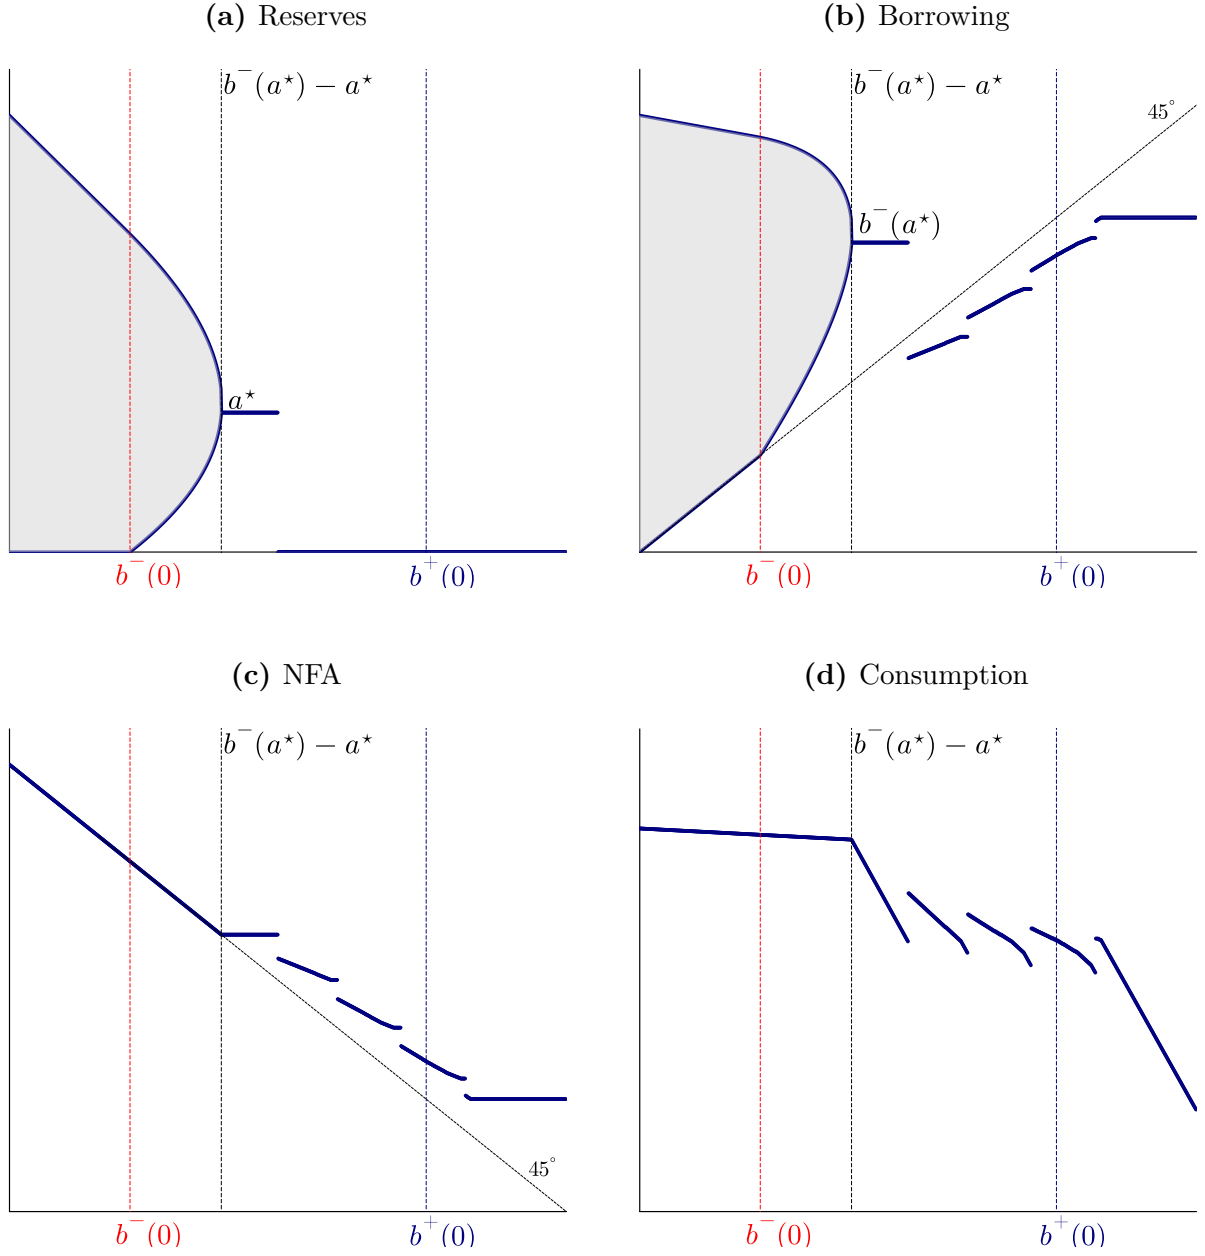 (a) Reserves
(b) Borrowing
b⁻(a⋆) − a⋆
b⁻(a⋆) − a⋆
45°
b⁻(a⋆)
a⋆
b⁻(0)
b⁺(0)
b⁻(0)
b⁺(0)
(c) NFA
(d) Consumption
b⁻(a⋆) − a⋆
b⁻(a⋆) − a⋆
45°
b⁻(0)
b⁺(0)
b⁻(0)
b⁺(0)